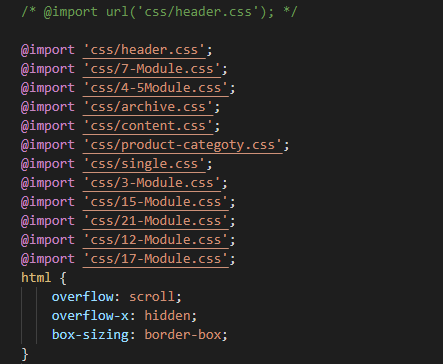 /* @import url('css/header.css'); */
@import 'css/header.css';
@import 'css/7-Module.css';
@import 'css/4-5Module.css';
@import 'css/archive.css';
@import 'css/content.css';
@import 'css/product-categoty.css';
@import 'css/single.css';
@import 'css/3-Module.css';
@import 'css/15-Module.css';
@import 'css/21-Module.css';
@import 'css/12-Module.css';
@import 'css/17-Module.css';
html {
    overflow: scroll;
    overflow-x: hidden;
    box-sizing: border-box;
}